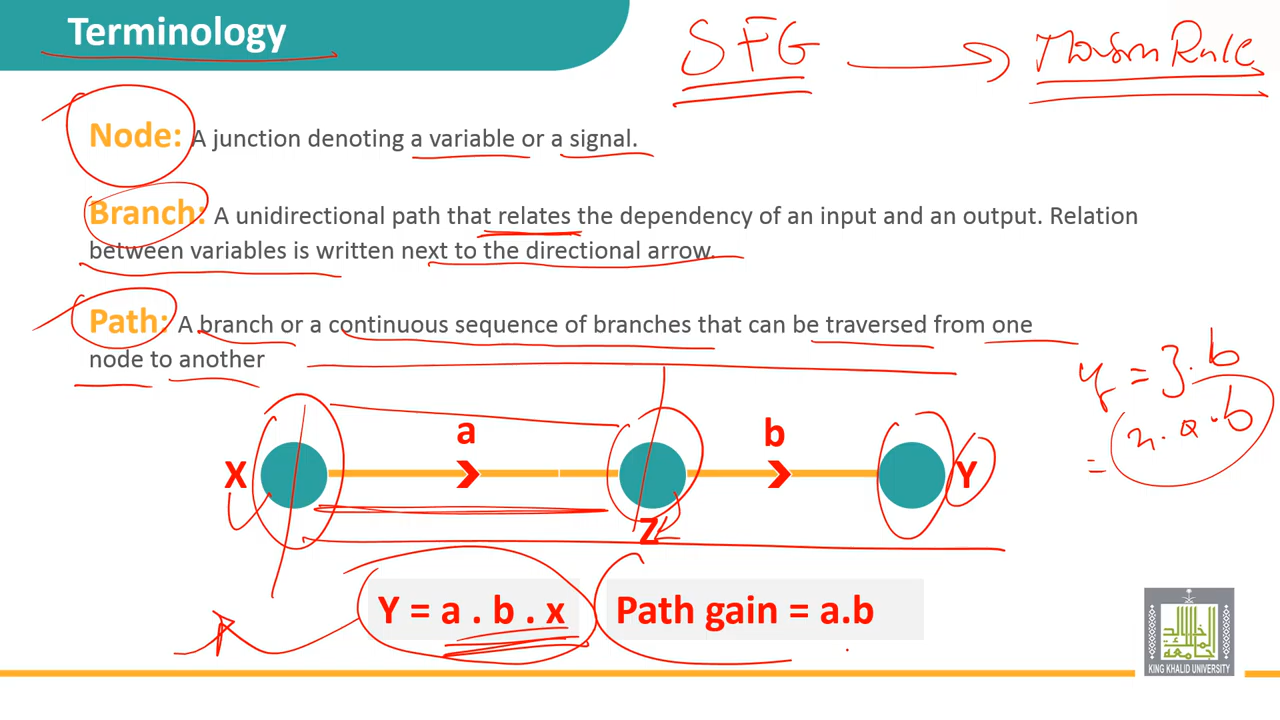 Terminology
SFG → Mason Rule
Node: A junction denoting a variable or a signal.
Branch: A unidirectional path that relates the dependency of an input and an output. Relation
between variables is written next to the directional arrow.
Path: A branch or a continuous sequence of branches that can be traversed from one
node to another
y = z.b
= x.a.b
a
b
X
Y
Z
Y = a . b . x
Path gain = a.b
KING KHALID UNIVERSITY